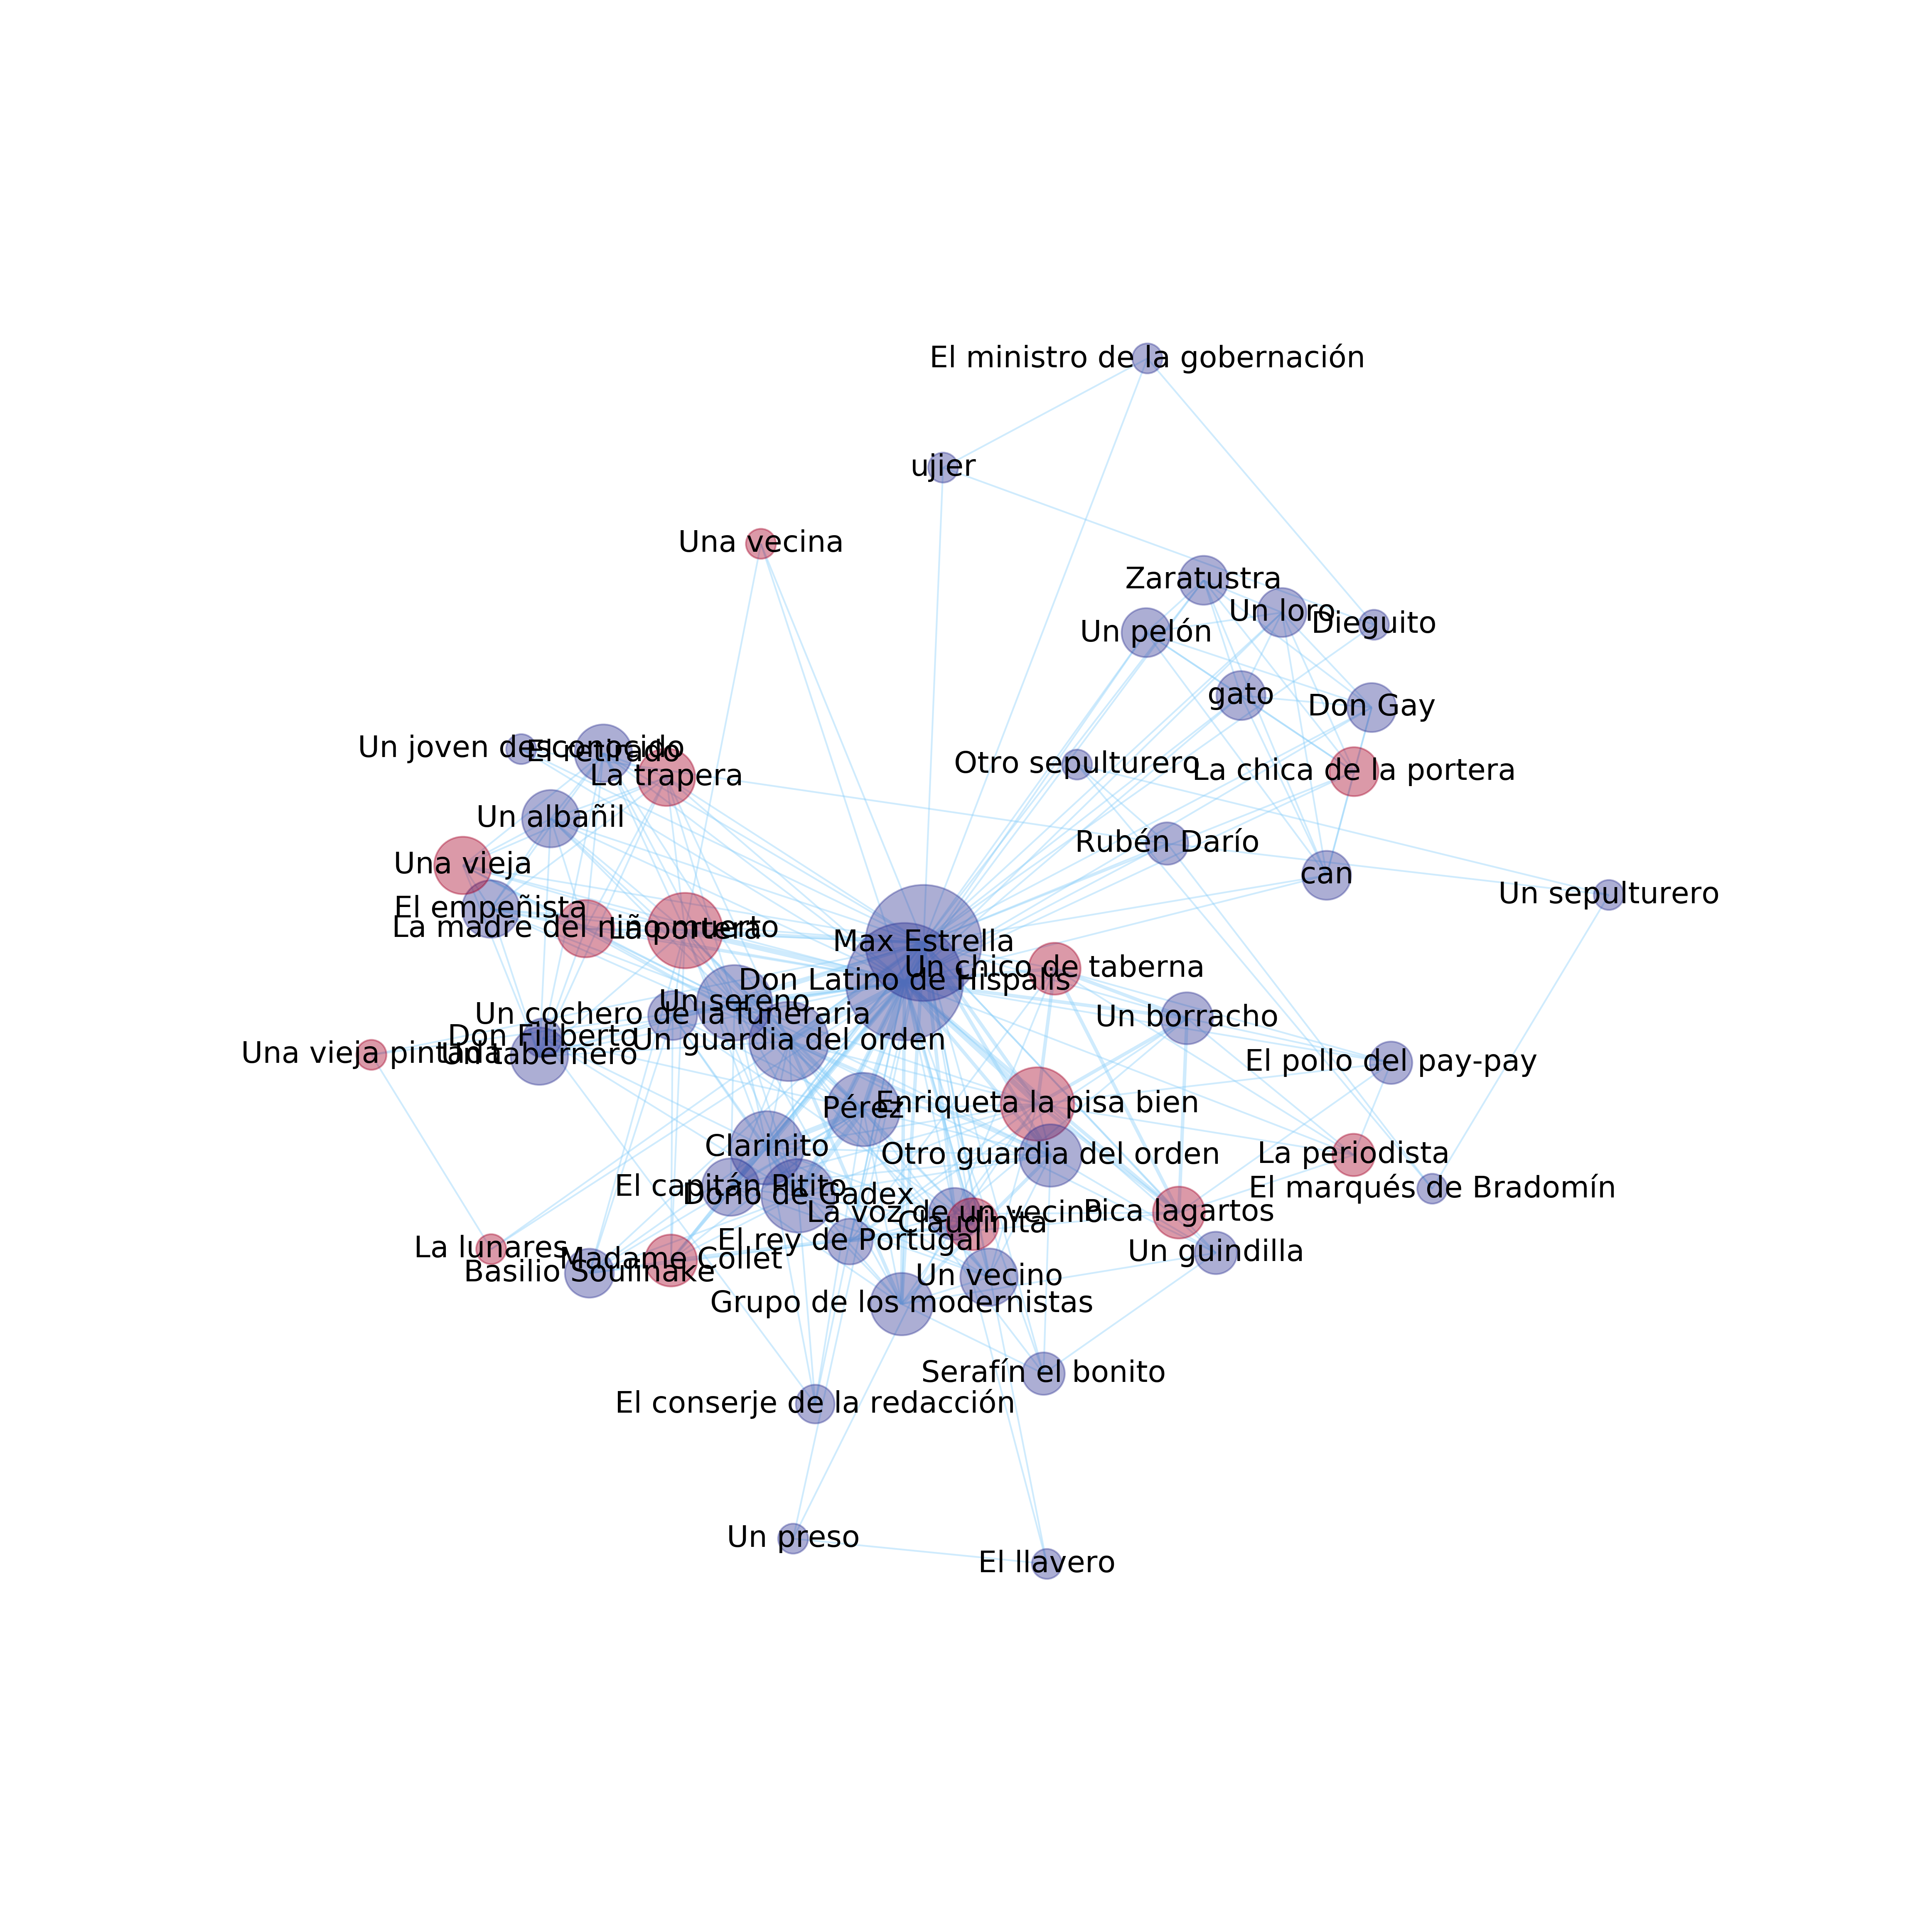 El ministro de la gobernación
ujier
Una vecina
Zaratustra
Un loro
Dieguito
Un pelón
gato
Don Gay
Un joven desconocido
El retirado
La trapera
Otro sepulturero
La chica de la portera
Un albañil
Rubén Darío
Una vieja
can
Un sepulturero
El empeñista
La madre del niño muerto
La portera
Max Estrella
Un chico de taberna
Don Latino de Hispalis
Un sereno
Un cochero de la funeraria
Un borracho
Don Filiberto
Un guardia del orden
Una vieja pintada
Un tabernero
El pollo del pay-pay
Pérez
Enriqueta la pisa bien
Clarinito
Otro guardia del orden
La periodista
El capitán Pitito
Dorio de Gadex
El marqués de Bradomín
La voz de un vecino
Pica lagartos
Claudinita
El rey de Portugal
La lunares
Madame Collet
Un guindilla
Basilio Soulinake
Un vecino
Grupo de los modernistas
Serafín el bonito
El conserje de la redacción
Un preso
El llavero